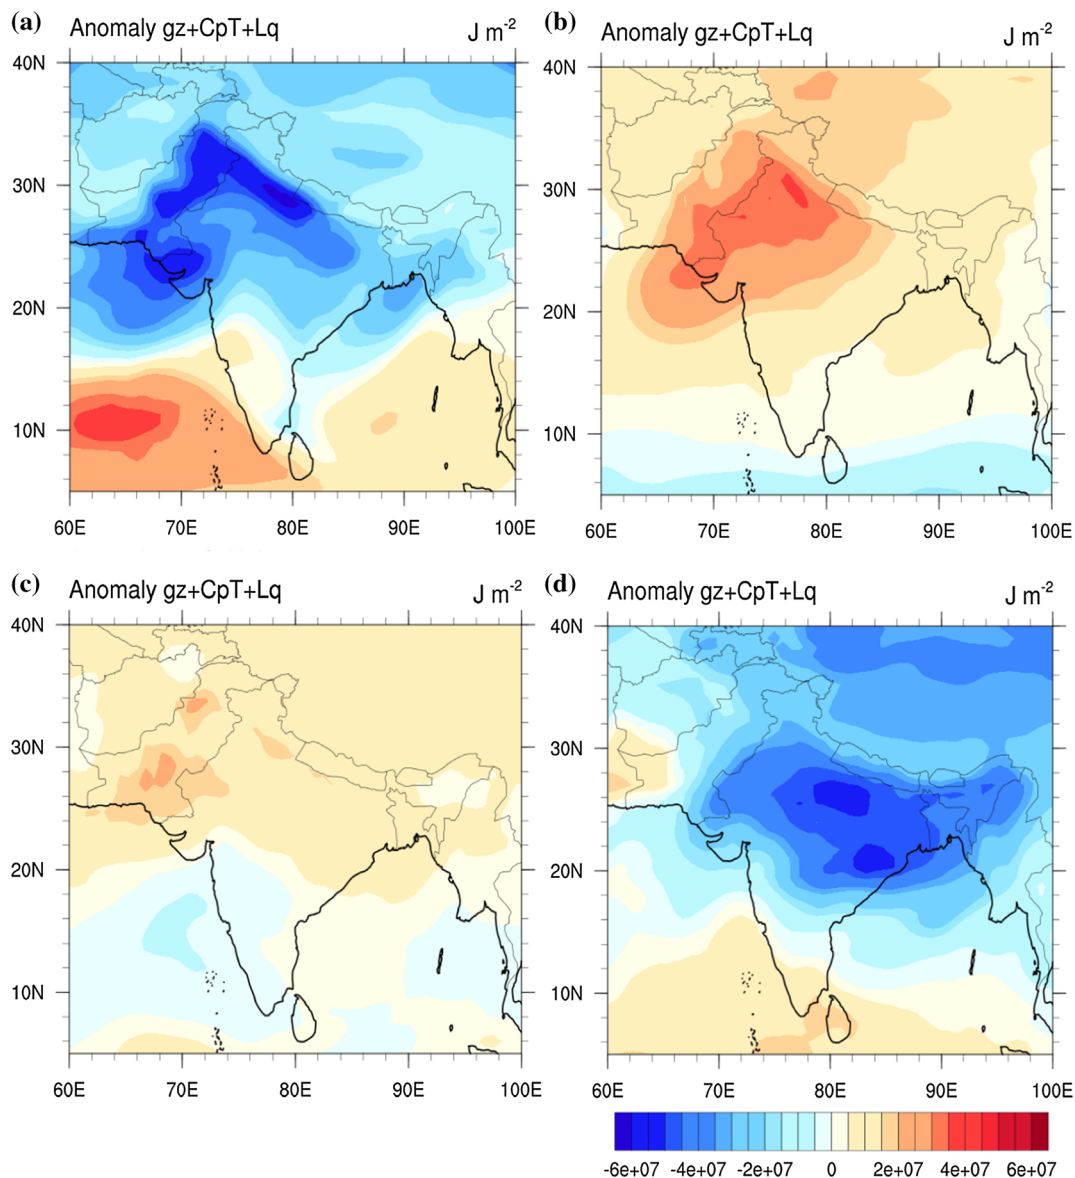 (a) Anomaly gz+CpT+Lq J m-2
40N
30N
20N
10N
60E 70E 80E 90E 100E
(b) Anomaly gz+CpT+Lq J m-2
40N
30N
20N
10N
60E 70E 80E 90E 100E
(c) Anomaly gz+CpT+Lq J m-2
40N
30N
20N
10N
60E 70E 80E 90E 100E
(d) Anomaly gz+CpT+Lq J m-2
40N
30N
20N
10N
60E 70E 80E 90E 100E
-6e+07 -4e+07 -2e+07 0 2e+07 4e+07 6e+07